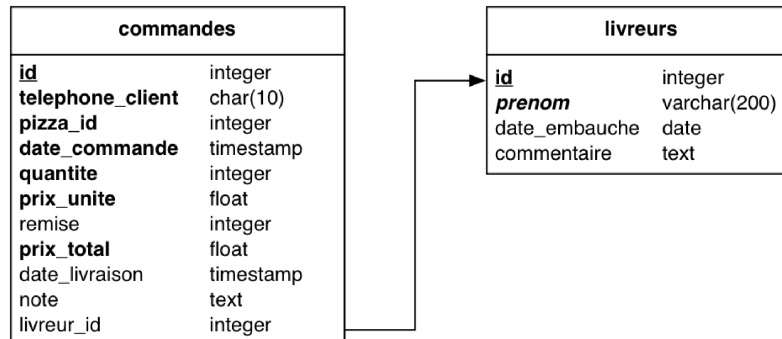 commandes
id integer
telephone_client char(10)
pizza_id integer
date_commande timestamp
quantite integer
prix_unite float
remise integer
prix_total float
date_livraison timestamp
note text
livreur_id integer
livreurs
id integer
prenom varchar(200)
date_embauche date
commentaire text